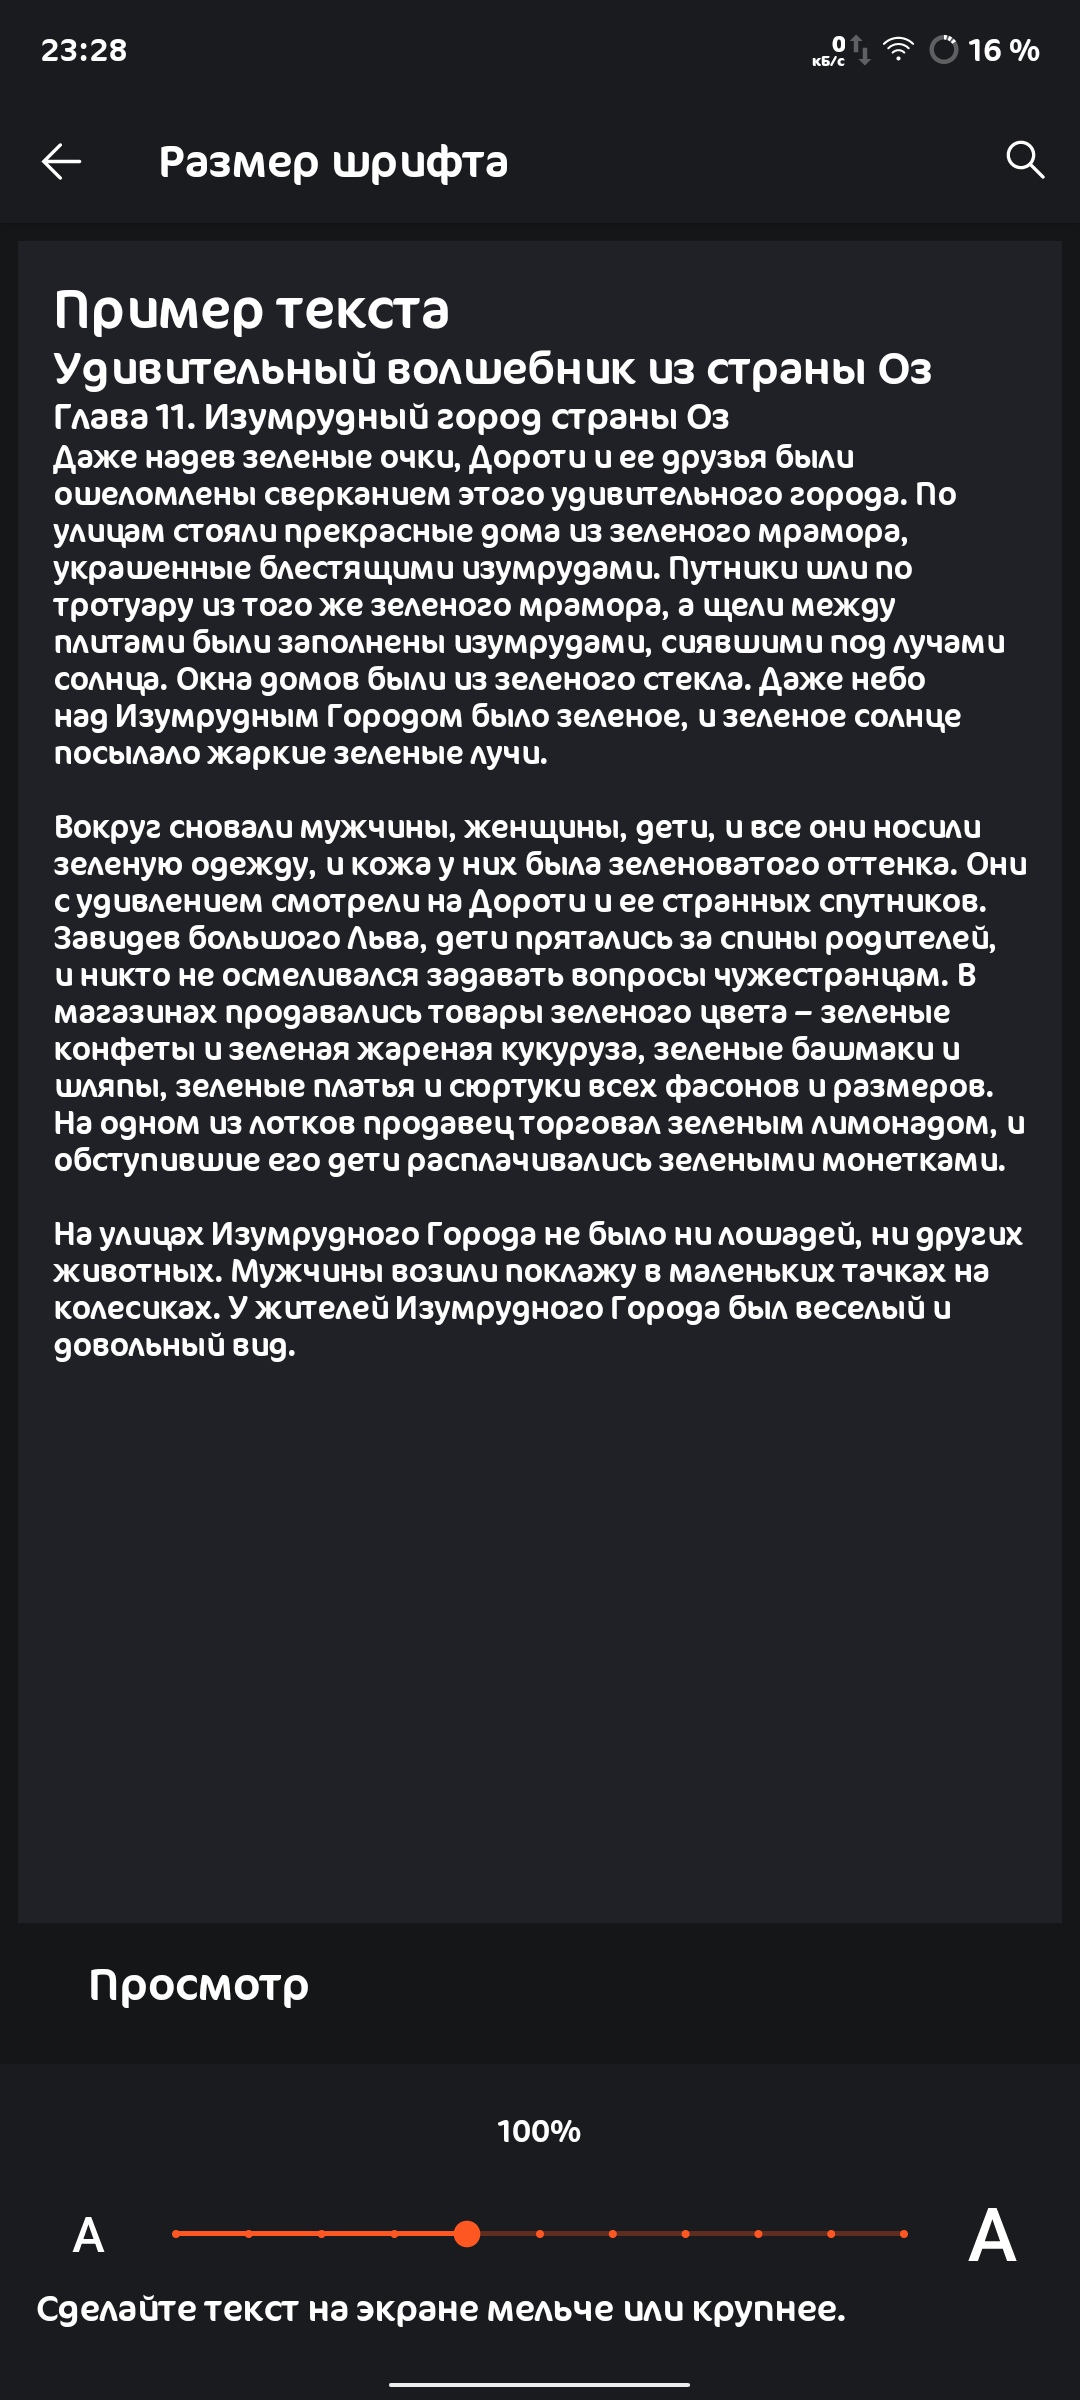 23:28
0 кБ/с 16 %
Размер шрифта
Пример текста
Удивительный волшебник из страны Оз
Глава 11. Изумрудный город страны Оз
Даже надев зеленые очки, Дороти и ее друзья были
ошеломлены сверканием этого удивительного города. По
улицам стояли прекрасные дома из зеленого мрамора,
украшенные блестящими изумрудами. Путники шли по
тротуару из того же зеленого мрамора, а щели между
плитами были заполнены изумрудами, сиявшими под лучами
солнца. Окна домов были из зеленого стекла. Даже небо
над Изумрудным Городом было зеленое, и зеленое солнце
посылало жаркие зеленые лучи.
Вокруг сновали мужчины, женщины, дети, и все они носили
зеленую одежду, и кожа у них была зеленоватого оттенка. Они
с удивлением смотрели на Дороти и ее странных спутников.
Завидев большого Льва, дети прятались за спины родителей,
и никто не осмеливался задавать вопросы чужестранцам. В
магазинах продавались товары зеленого цвета – зеленые
конфеты и зеленая жареная кукуруза, зеленые башмаки и
шляпы, зеленые платья и сюртуки всех фасонов и размеров.
На одном из лотков продавец торговал зеленым лимонадом, и
обступившие его дети расплачивались зелеными монетками.
На улицах Изумрудного Города не было ни лошадей, ни других
животных. Мужчины возили поклажу в маленьких тачках на
колесиках. У жителей Изумрудного Города был веселый и
довольный вид.
Просмотр
100%
A A
Сделайте текст на экране мельче или крупнее.